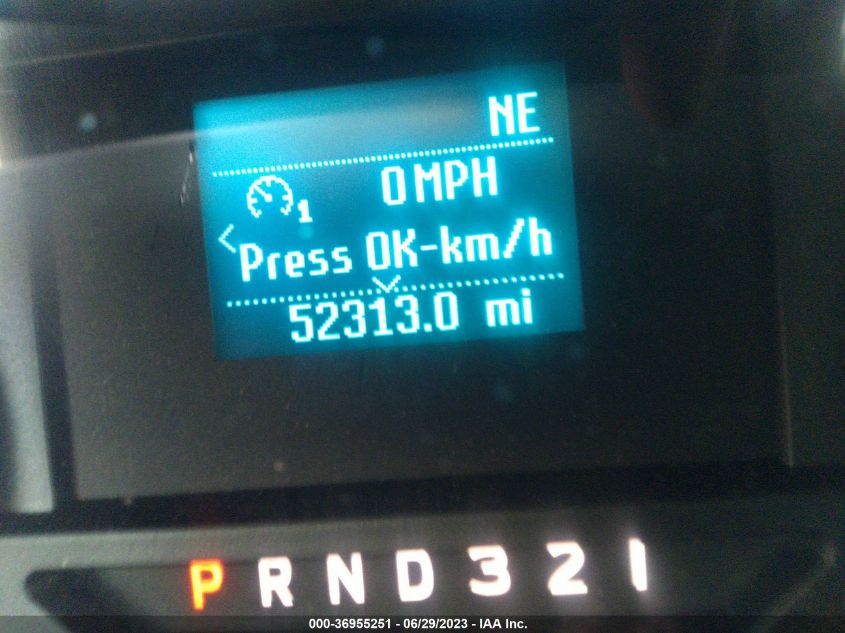 NE
0 MPH
1
Press OK-km/h
52313.0 mi
P R N D 3 2 1
000-36955251 - 06/29/2023 - IAA Inc.